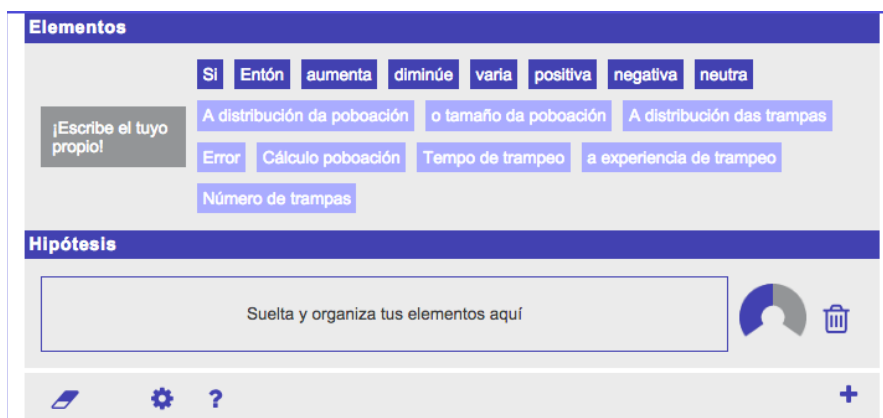 Elementos
Si Entón aumenta diminúe varia positiva negativa neutra
¡Escribe el tuyo propio!
A distribución da poboación o tamaño da poboación A distribución das trampas
Error Cálculo poboación Tempo de trampeo a experiencia de trampeo
Número de trampas
Hipótesis
Suelta y organiza tus elementos aquí
?
+